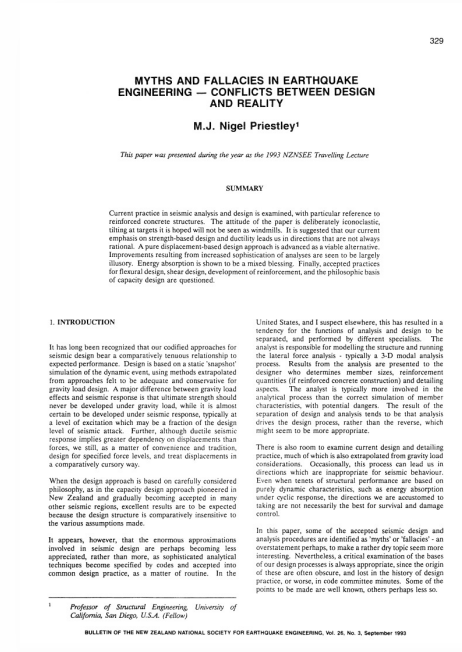 329
MYTHS AND FALLACIES IN EARTHQUAKE
ENGINEERING — CONFLICTS BETWEEN DESIGN
AND REALITY
M.J. Nigel Priestley¹
This paper was presented during the year as the 1993 NZNSEE Travelling Lecture
SUMMARY
Current practice in seismic analysis and design is examined, with particular reference to
reinforced concrete structures. The attitude of the paper is deliberately iconoclastic,
tilting at targets it is hoped will not be seen as windmills. It is suggested that our current
emphasis on strength-based design and ductility leads us in directions that are not always
rational. A pure displacement-based design approach is advanced as a viable alternative.
Improvements resulting from increased sophistication of analyses are seen to be largely
illusory. Energy absorption is shown to be a mixed blessing. Finally, accepted practices
for flexural design, shear design, development of reinforcement, and the philosophic basis
of capacity design are questioned.
1. INTRODUCTION
It has long been recognized that our codified approaches for
seismic design bear a comparatively tenuous relationship to
expected performance. Design is based on a static 'snapshot'
simulation of the dynamic event, using methods extrapolated
from approaches felt to be adequate and conservative for
gravity load design. A major difference between gravity load
effects and seismic response is that ultimate strength should
never be developed under gravity load, while it is almost
certain to be developed under seismic response, typically at
a level of excitation which may be a fraction of the design
level of seismic attack. Further, although ductile seismic
response implies greater dependency on displacements than
forces, we still, as a matter of convenience and tradition,
design for specified force levels, and treat displacements in
a comparatively cursory way.
When the design approach is based on carefully considered
philosophy, as in the capacity design approach pioneered in
New Zealand and gradually becoming accepted in many
other seismic regions, excellent results are to be expected
because the design structure is comparatively insensitive to
the various assumptions made.
It appears, however, that the enormous approximations
involved in seismic design are perhaps becoming less
appreciated, rather than more, as sophisticated analytical
techniques become specified by codes and accepted into
common design practice, as a matter of routine. In the
United States, and I suspect elsewhere, this has resulted in a
tendency for the functions of analysis and design to be
separated, and performed by different specialists. The
analyst is responsible for modelling the structure and running
the lateral force analysis - typically a 3-D modal analysis
process. Results from the analysis are presented to the
designer who determines member sizes, reinforcement
quantities (if reinforced concrete construction) and detailing
aspects. The analyst is typically more involved in the
analytical process than the correct simulation of member
characteristics, with potential dangers. The result of the
separation of design and analysis tends to be that analysis
drives the design process, rather than the reverse, which
might seem to be more appropriate.
There is also room to examine current design and detailing
practice, much of which is also extrapolated from gravity load
considerations. Occasionally, this process can lead us in
directions which are inappropriate for seismic behaviour.
Even when tenets of structural performance are based on
purely dynamic characteristics, such as energy absorption
under cyclic response, the directions we are accustomed to
taking are not necessarily the best for survival and damage
control.
In this paper, some of the accepted seismic design and
analysis procedures are identified as 'myths' or 'fallacies' - an
overstatement perhaps, to make a rather dry topic seem more
interesting. Nevertheless, a critical examination of the bases
of our design processes is always appropriate, since the origin
of these are often obscure, and lost in the history of design
practice, or worse, in code committee minutes. Some of the
points to be made are well known, others perhaps less so.
1 Professor of Structural Engineering, University of
California, San Diego, U.S.A. (Fellow)
BULLETIN OF THE NEW ZEALAND NATIONAL SOCIETY FOR EARTHQUAKE ENGINEERING, Vol. 26, No. 3, September 1993